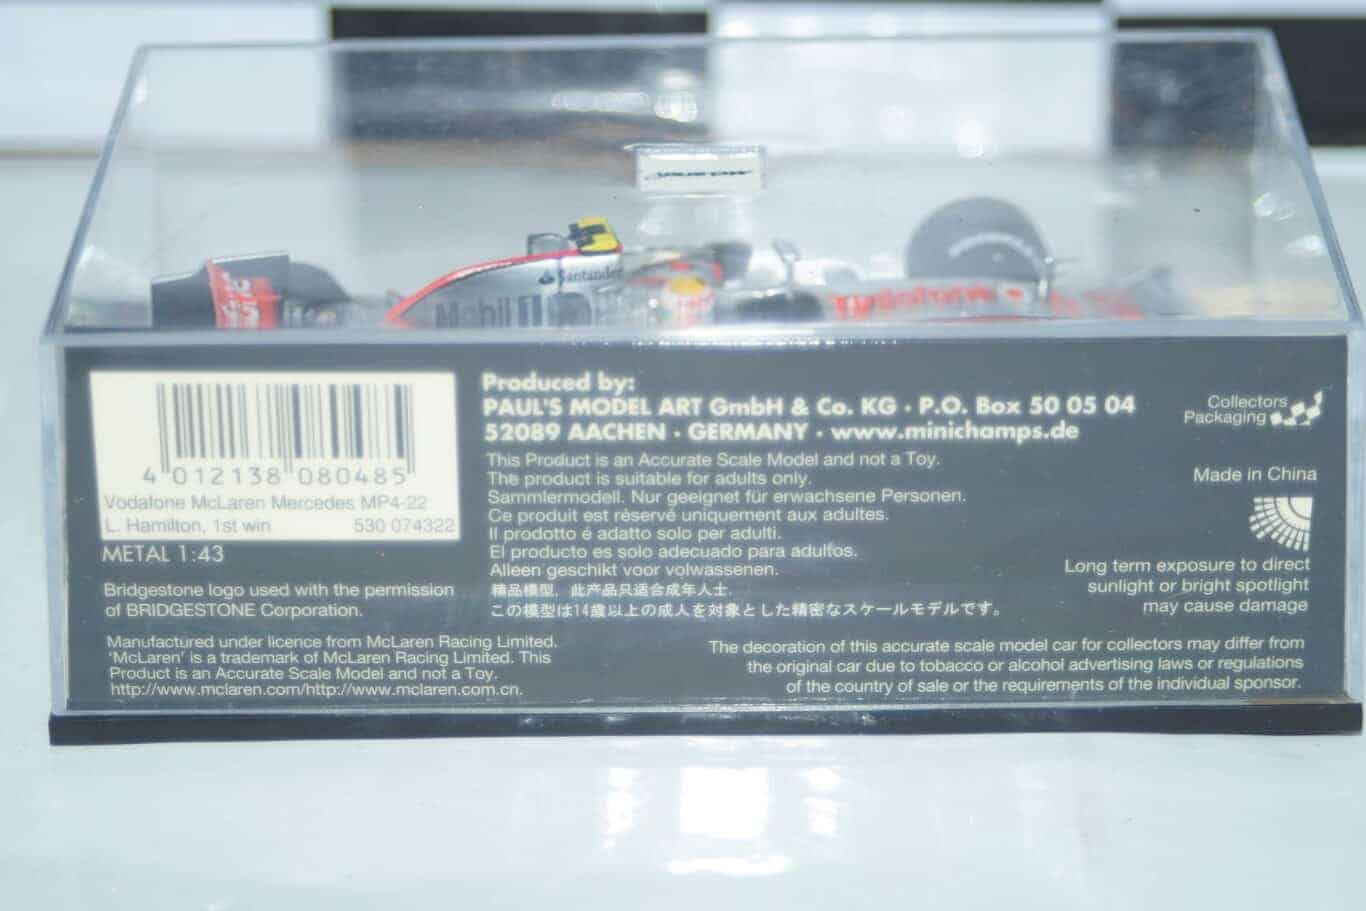 Santander
Mobil 1
vodafone
4 012138 080485
Vodafone McLaren Mercedes MP4-22
L. Hamilton, 1st win 530 074322
METAL 1:43
Bridgestone logo used with the permission
of BRIDGESTONE Corporation.
Manufactured under licence from McLaren Racing Limited.
'McLaren' is a trademark of McLaren Racing Limited. This
Product is an Accurate Scale Model and not a Toy.
http://www.mclaren.com/http://www.mclaren.com.cn.
Produced by:
PAUL'S MODEL ART GmbH & Co. KG · P.O. Box 50 05 04
52089 AACHEN · GERMANY · www.minichamps.de
This Product is an Accurate Scale Model and not a Toy.
The product is suitable for adults only.
Sammlermodell. Nur geeignet für erwachsene Personen.
Ce produit est réservé uniquement aux adultes.
Il prodotto é adatto solo per adulti.
El producto es solo adecuado para adultos.
Alleen geschikt voor volwassenen.
精品模型，此产品只适合成年人士.
この模型は14歳以上の成人を対象とした精密なスケールモデルです。
Collectors
Packaging
Made in China
Long term exposure to direct
sunlight or bright spotlight
may cause damage
The decoration of this accurate scale model car for collectors may differ from
the original car due to tobacco or alcohol advertising laws or regulations
of the country of sale or the requirements of the individual sponsor.